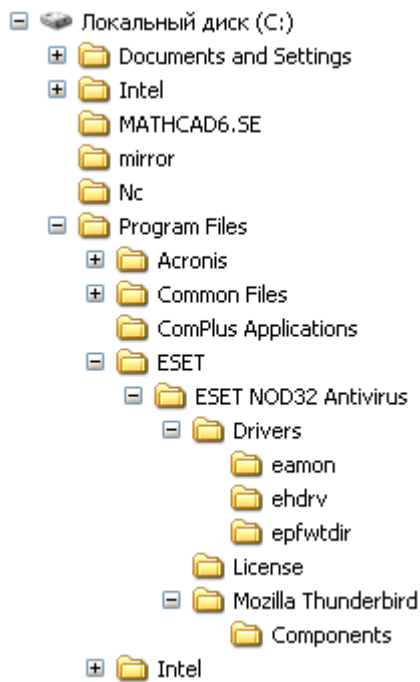 Локальный диск (C:)
Documents and Settings
Intel
MATHCAD6.SE
mirror
Nc
Program Files
Acronis
Common Files
ComPlus Applications
ESET
ESET NOD32 Antivirus
Drivers
eamon
ehdrv
epfwtdir
License
Mozilla Thunderbird
Components
Intel